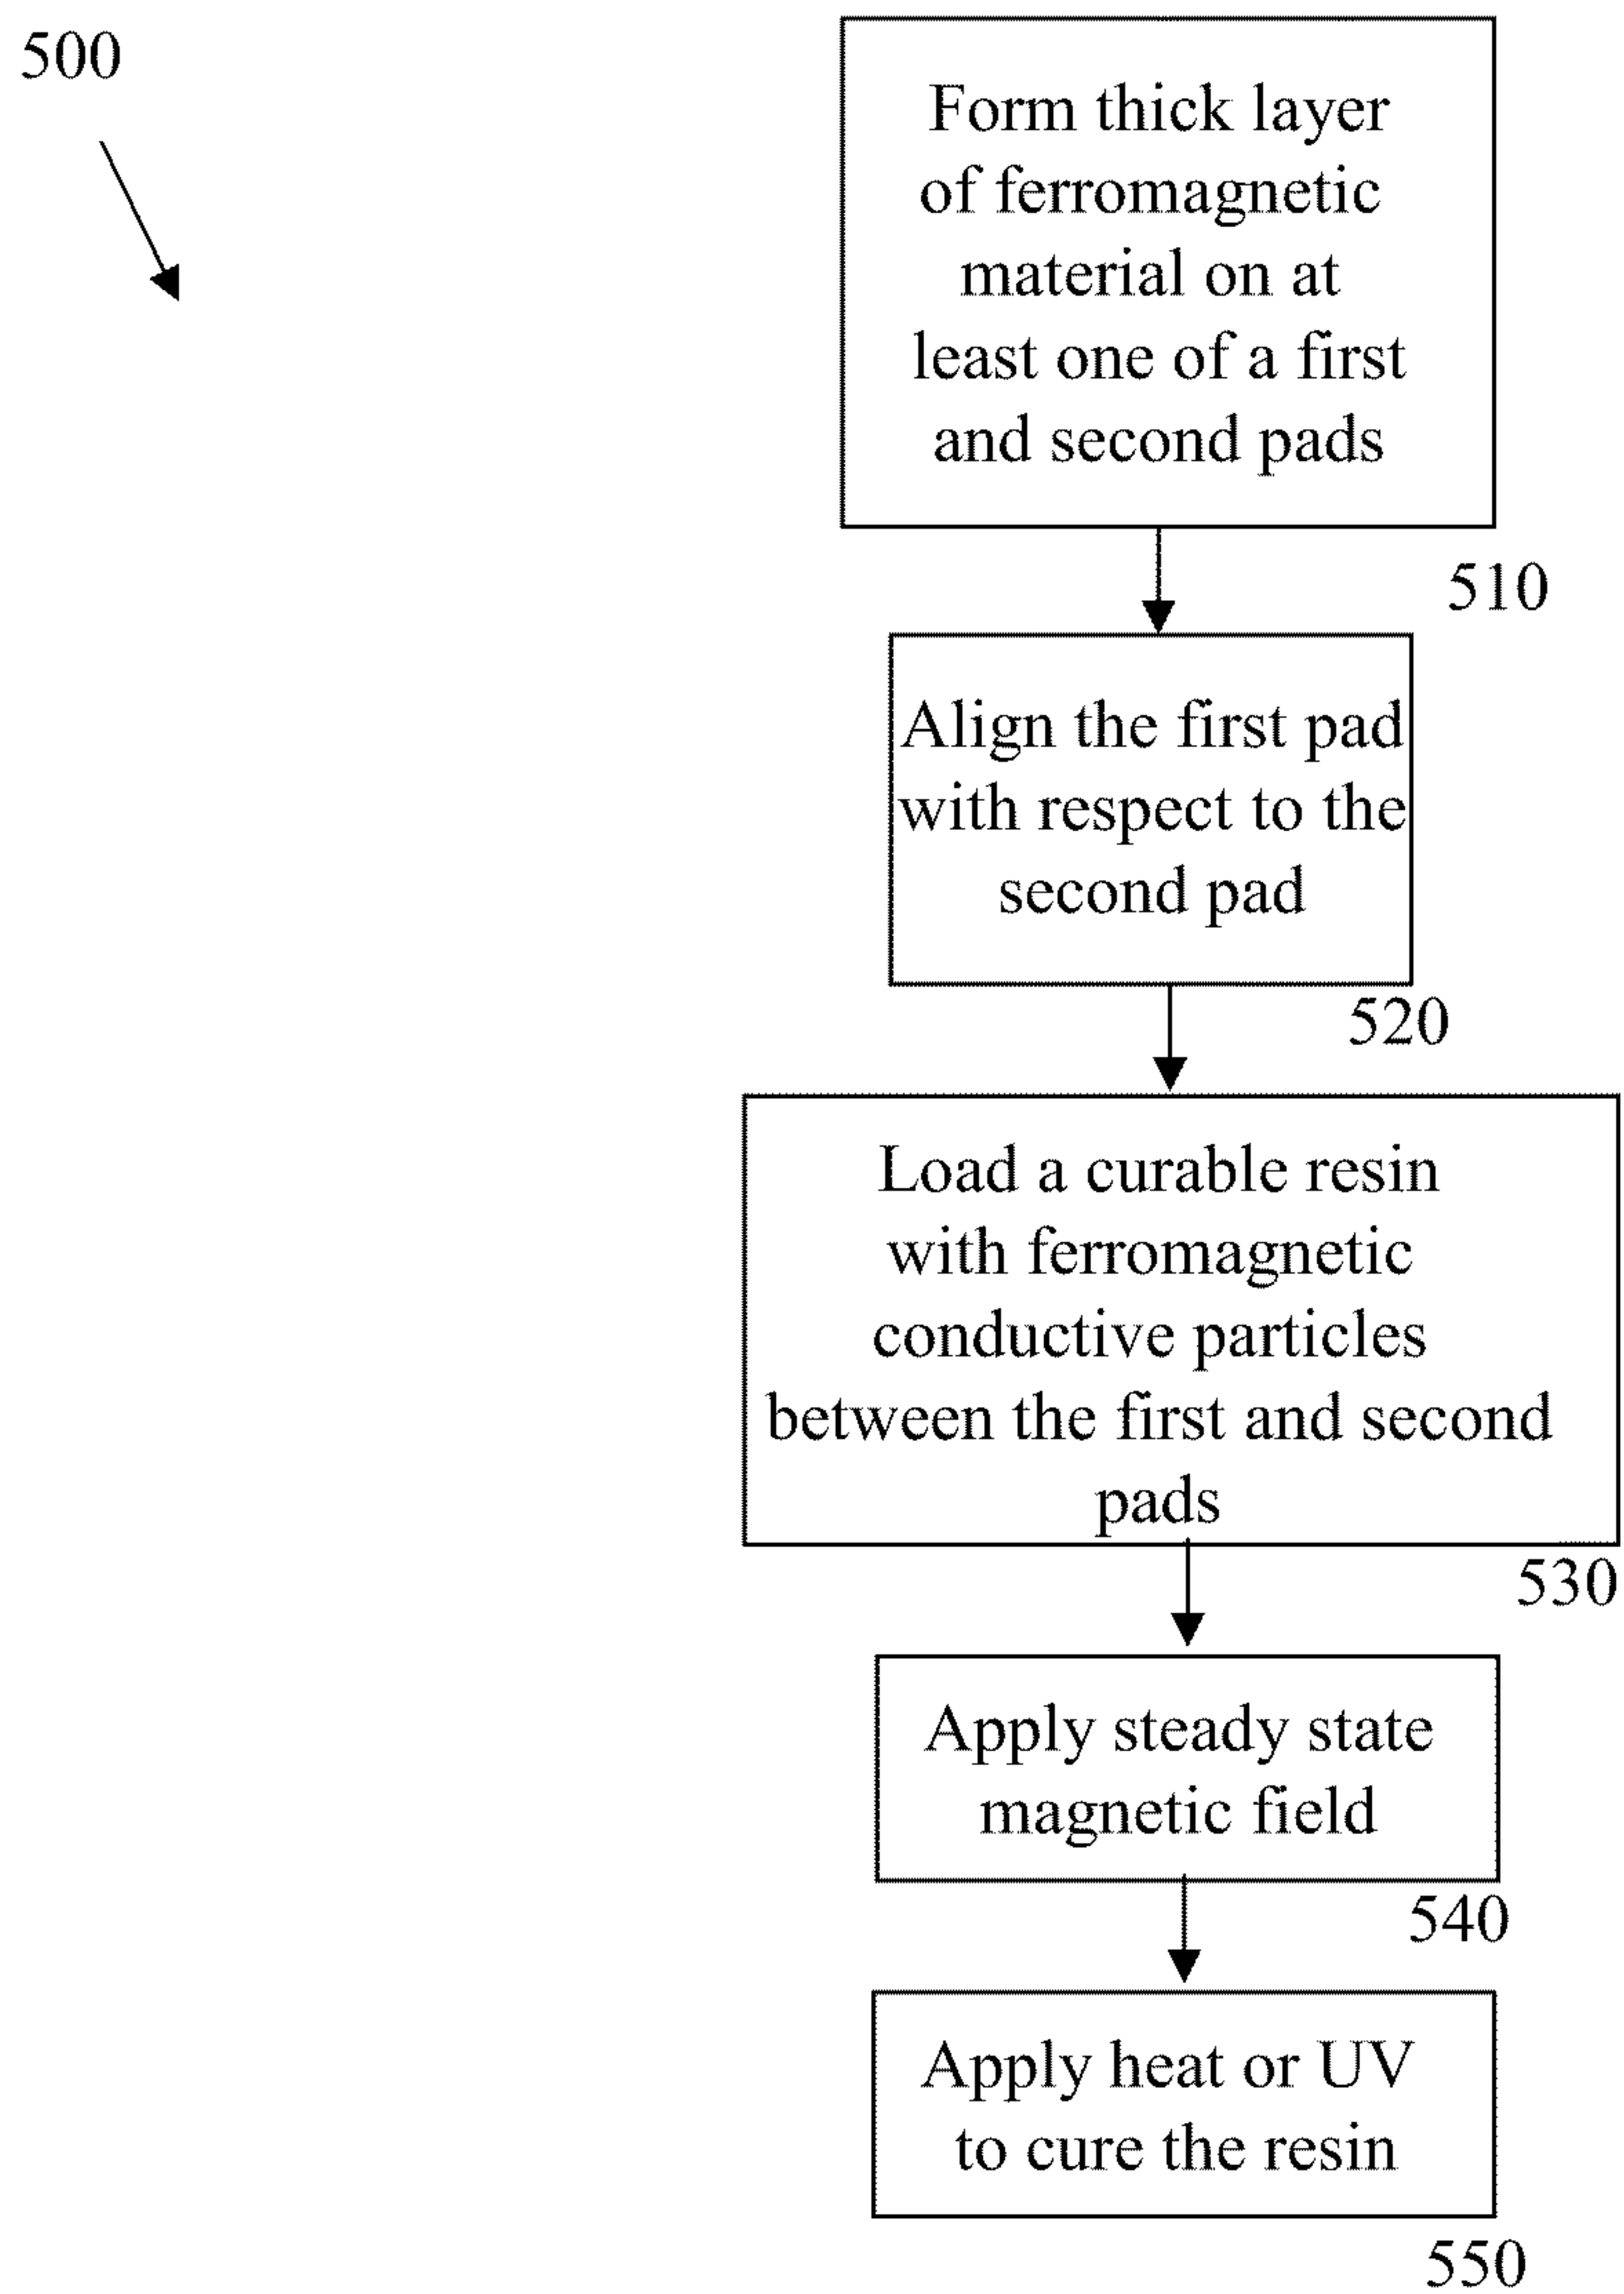 500
Form thick layer
of ferromagnetic
material on at
least one of a first
and second pads
510
Align the first pad
with respect to the
second pad
520
Load a curable resin
with ferromagnetic
conductive particles
between the first and second
pads
530
Apply steady state
magnetic field
540
Apply heat or UV
to cure the resin
550